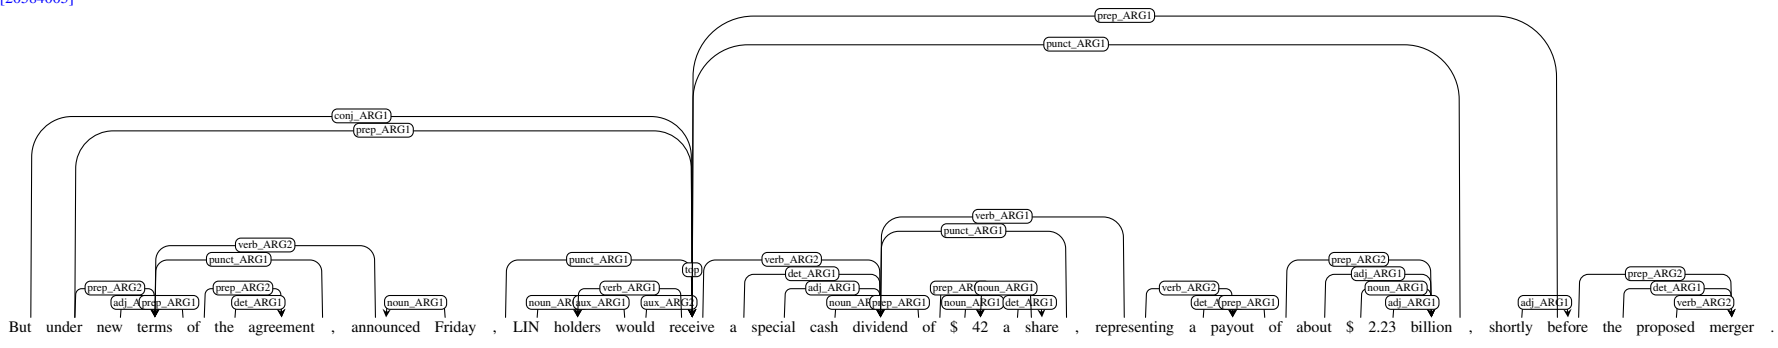 prep_ARG1
punct_ARG1
conj_ARG1
prep_ARG1
verb_ARG1
punct_ARG1
verb_ARG2
punct_ARG1 punct_ARG1 top verb_ARG2 prep_ARG2
det_ARG1 adj_ARG1 prep_ARG2
prep_ARG2 prep_ARG2 verb_ARG1 adj_ARG1 noun_ARG1 verb_ARG2 noun_ARG1 det_ARG1
prep_ARG1 det_ARG1 noun_ARG1 aux_ARG1 aux_ARG2 prep_ARG1 noun_ARG1 det_ARG1 prep_ARG1 adj_ARG1 adj_ARG1 verb_ARG2
But under new terms of the agreement , announced Friday , LIN holders would receive a special cash dividend of $ 42 a share , representing a payout of about $ 2.23 billion , shortly before the proposed merger .